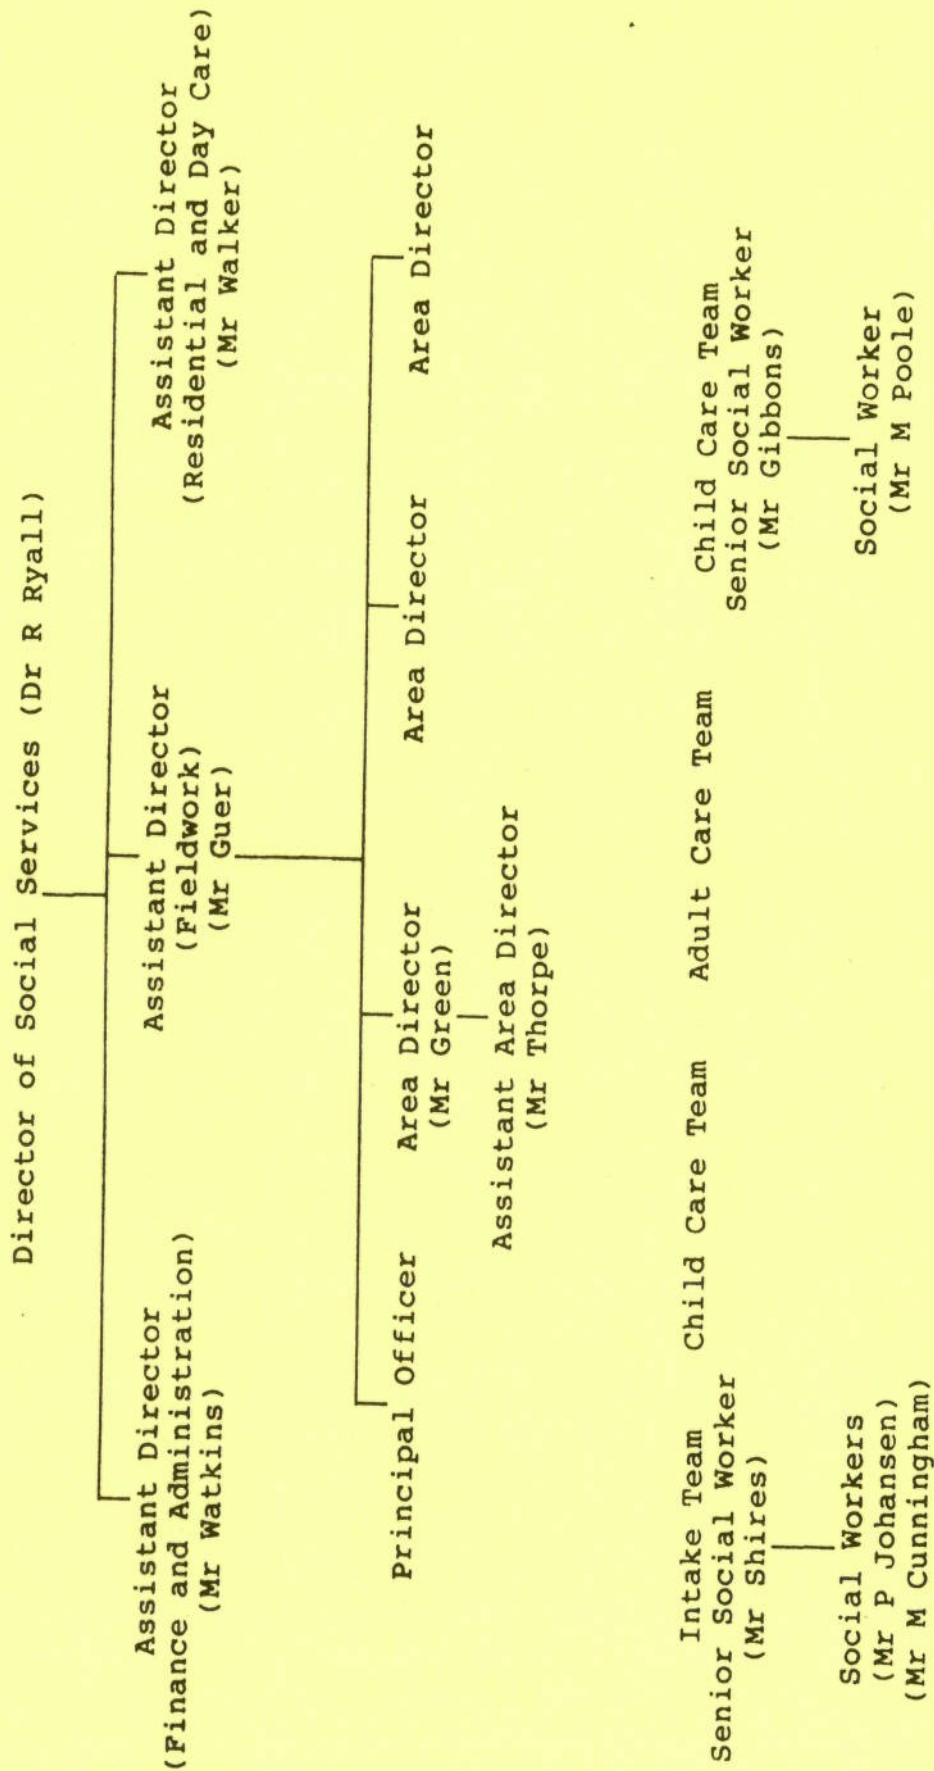 Director of Social Services (Dr R Ryall)
Assistant Director
(Finance and Administration)
(Mr Watkins)
Assistant Director
(Fieldwork)
(Mr Guer)
Assistant Director
(Residential and Day Care)
(Mr Walker)
Principal Officer
Area Director
(Mr Green)
Assistant Area Director
(Mr Thorpe)
Area Director
Area Director
Intake Team
Senior Social Worker
(Mr Shires)
Social Workers
(Mr P Johansen)
(Mr M Cunningham)
Child Care Team
Adult Care Team
Child Care Team
Senior Social Worker
(Mr Gibbons)
Social Worker
(Mr M Poole)